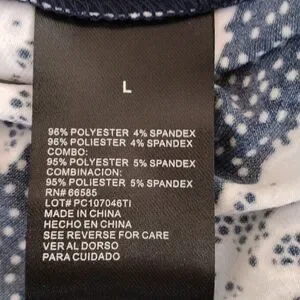 L
96% POLYESTER 4% SPANDEX
96% POLIESTER 4% SPANDEX
COMBO:
95% POLYESTER 5% SPANDEX
COMBINACION:
95% POLIESTER 5% SPANDEX
RN# 66585
LOT# PC107046TI
MADE IN CHINA
HECHO EN CHINA
SEE REVERSE FOR CARE
VER AL DORSO
PARA CUIDADO